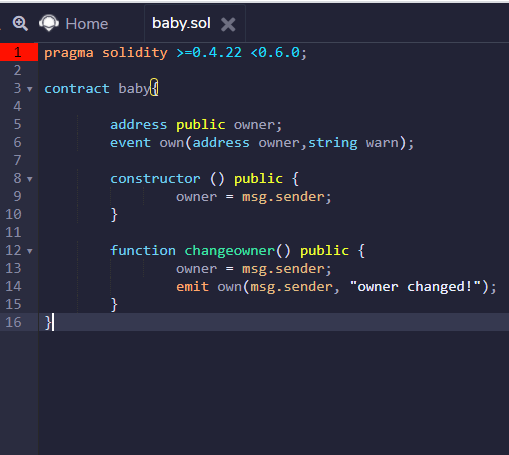 Home baby.sol
1 pragma solidity >=0.4.22 <0.6.0;
2
3 contract baby{
4
5 address public owner;
6 event own(address owner,string warn);
7
8 constructor () public {
9 owner = msg.sender;
10 }
11
12 function changeowner() public {
13 owner = msg.sender;
14 emit own(msg.sender, "owner changed!");
15 }
16 }